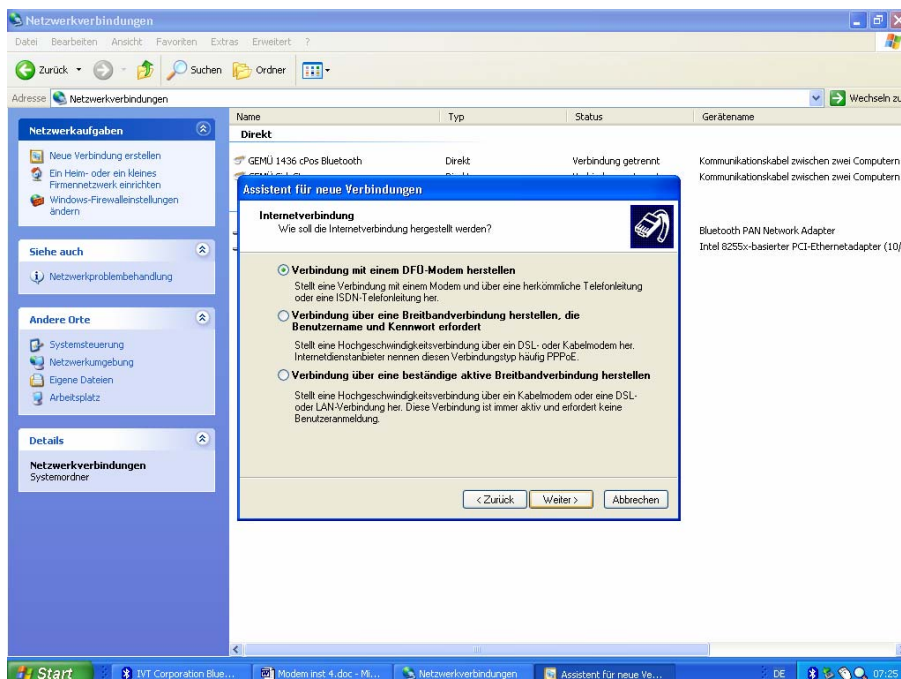 Netzwerkverbindungen
Datei Bearbeiten Ansicht Favoriten Extras Erweitert ?
Zurück Suchen Ordner
Adresse Netzwerkverbindungen Wechseln zu
Name Typ Status Gerätename
Netzwerkaufgaben
Neue Verbindung erstellen
Ein Heim- oder ein kleines
Firmennetzwerk einrichten
Windows-Firewalleinstellungen
ändern
Siehe auch
Netzwerkproblembehandlung
Andere Orte
Systemsteuerung
Netzwerkumgebung
Eigene Dateien
Arbeitsplatz
Details
Netzwerkverbindungen
Systemordner
Direkt
GEMÜ 1436 cPos Bluetooth Direkt Verbindung getrennt Kommunikationskabel zwischen zwei Computern
Kommunikationskabel zwischen zwei Computern
Bluetooth PAN Network Adapter
Intel 8255x-basierter PCI-Ethernetadapter (10/
Assistent für neue Verbindungen
Internetverbindung
Wie soll die Internetverbindung hergestellt werden?
Verbindung mit einem DFÜ-Modem herstellen
Stellt eine Verbindung mit einem Modem und über eine herkömmliche Telefonleitung
oder eine ISDN-Telefonleitung her.
Verbindung über eine Breitbandverbindung herstellen, die
Benutzername und Kennwort erfordert
Stellt eine Hochgeschwindigkeitsverbindung über ein DSL- oder Kabelmodem her.
Internetdienstanbieter nennen diesen Verbindungstyp häufig PPPoE.
Verbindung über eine beständige aktive Breitbandverbindung herstellen
Stellt eine Hochgeschwindigkeitsverbindung über ein Kabelmodem oder eine DSL-
oder LAN-Verbindung her. Diese Verbindung ist immer aktiv und erfordert keine
Benutzeranmeldung.
< Zurück Weiter > Abbrechen
Start IVT Corporation Blue... Modem inst 4.doc - Mi... Netzwerkverbindungen Assistent für neue Ve... DE 07:25